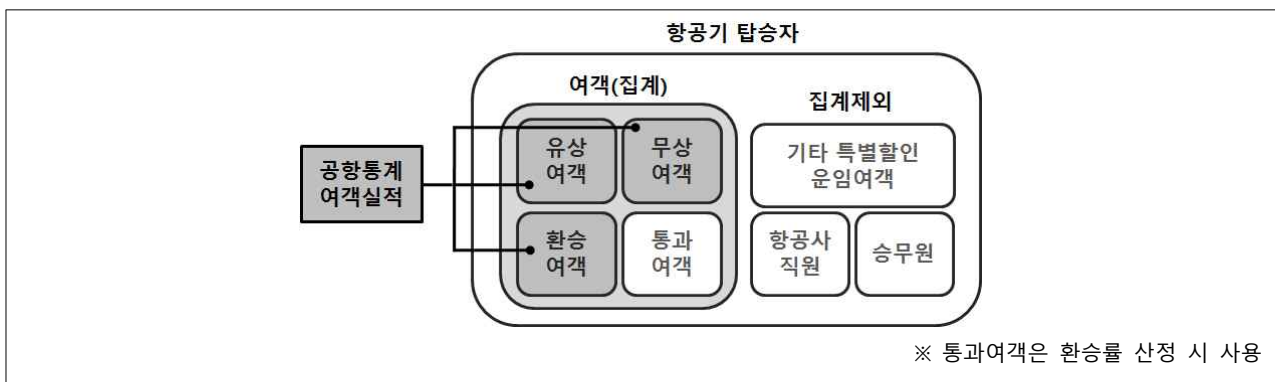 항공기 탑승자
여객(집계)
집계제외
공항통계
여객실적
유상
여객
무상
여객
기타 특별할인
운임여객
환승
여객
통과
여객
항공사
직원
승무원
※ 통과여객은 환승률 산정 시 사용